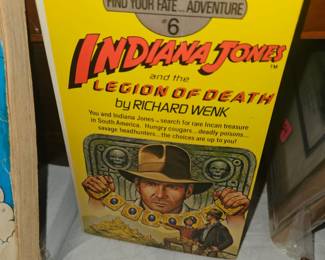 FIND YOUR FATE... ADVENTURE
#6
INDIANA JONES
TM
and the
LEGION OF DEATH
by RICHARD WENK
You and Indiana Jones—search for rare Incan treasure
in South America. Hungry cougars...deadly poisons...
savage headhunters...the choices are up to you!